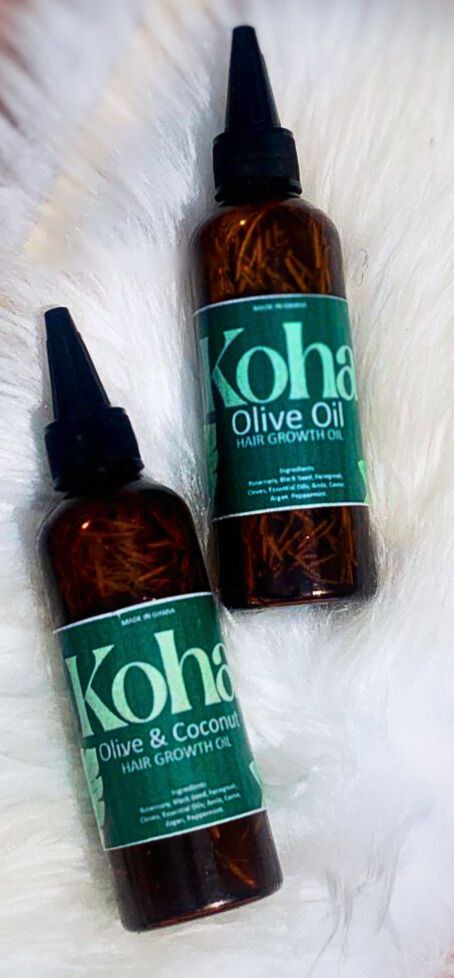 MADE IN GHANA
Koha
Olive Oil
HAIR GROWTH OIL
Ingredients
Rosemary, Black Seed, Fenegreat,
Cloves, Essential Oils, Amla, Castor
Argan, Peppermint.
MADE IN GHANA
Koha
Olive & Coconut
HAIR GROWTH OIL
Ingredients
Rosemary, Black Seed, Fenegreat,
Cloves, Essential Oils, Amla, Castor,
Argan, Peppermint.